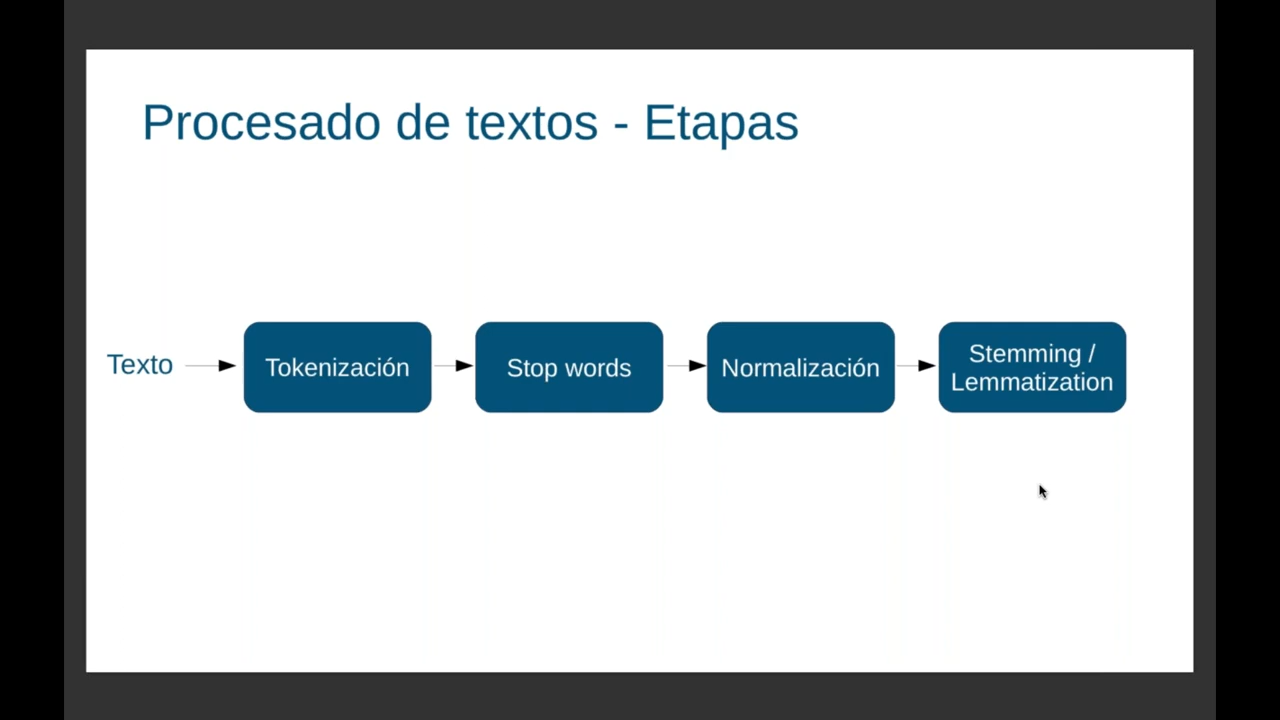 Procesado de textos - Etapas
Texto
Tokenización
Stop words
Normalización
Stemming /
Lemmatization